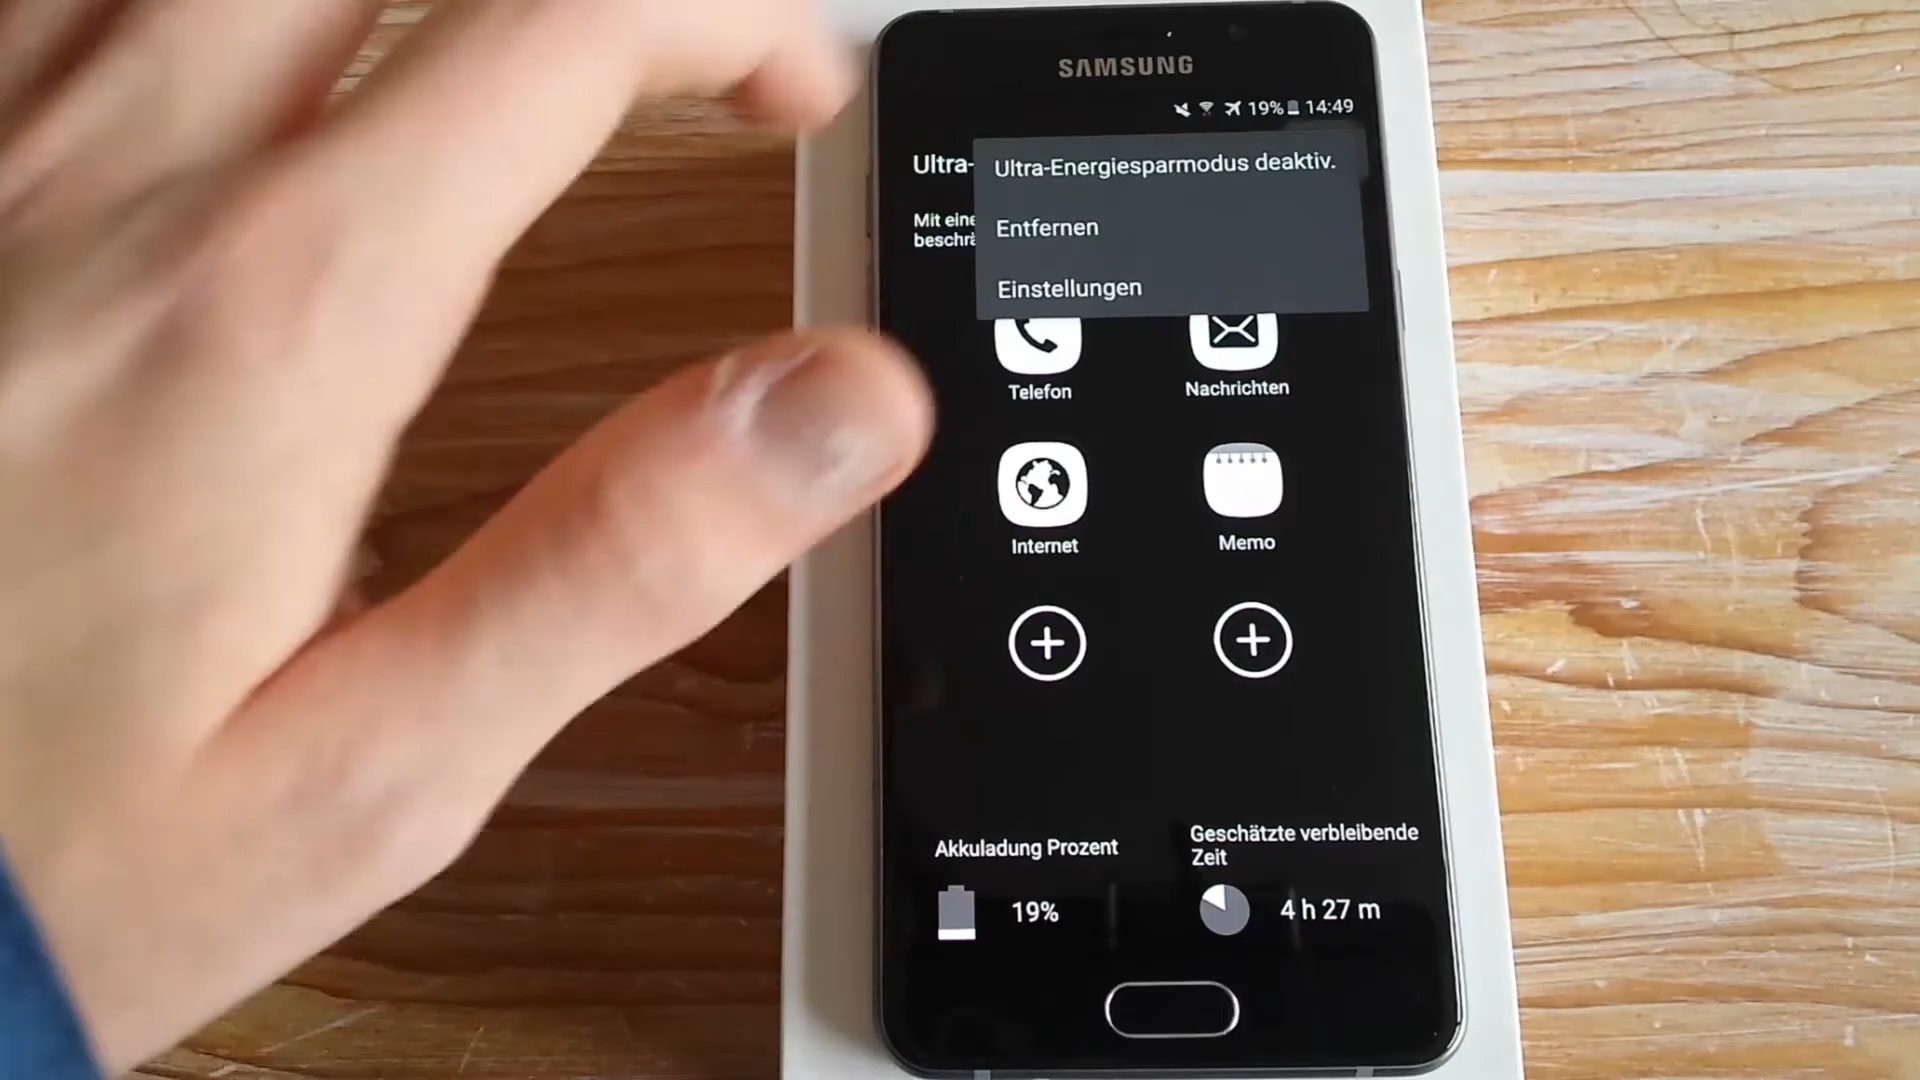 SAMSUNG
19% 14:49
Ultra-
Ultra-Energiesparmodus deaktiv.
Mit eine
beschrä
Entfernen
Einstellungen
Telefon
Nachrichten
Internet
Memo
Akkuladung Prozent
Geschätzte verbleibende
Zeit
19%
4 h 27 m